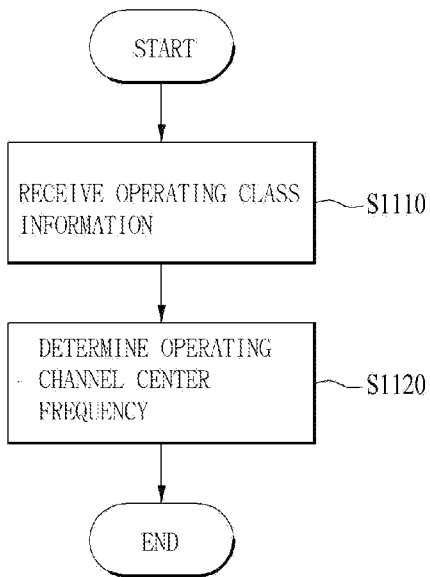 START
RECEIVE OPERATING CLASS
INFORMATION
S1110
DETERMINE OPERATING
CHANNEL CENTER
FREQUENCY
S1120
END